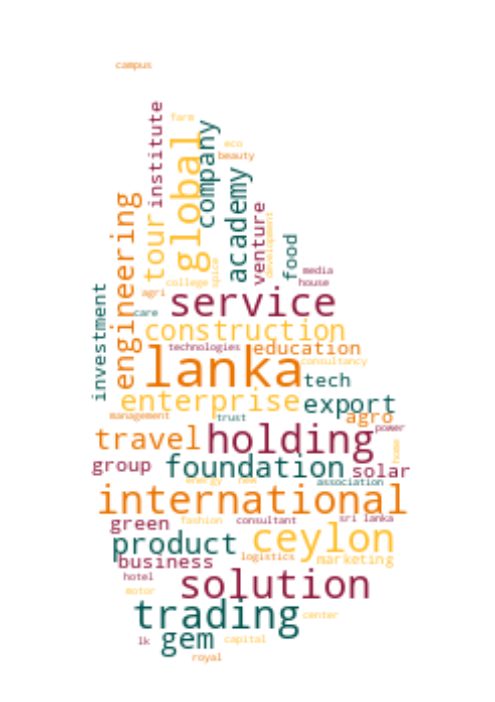 campus
institute
farm
global
company
eco
beauty
academy
engineering
tour
venture
development
food
media
house
college
spice
agri
investment
care
service
construction
technologies
education
consultancy
lanka
tech
enterprise
export
management
trust
agro
power
travel
holding
home
group
foundation
solar
energy
new
association
international
green
fashion
consultant
sri lanka
product
ceylon
business
logistics
marketing
hotel
solution
motor
trading
center
lk
gem
capital
royal